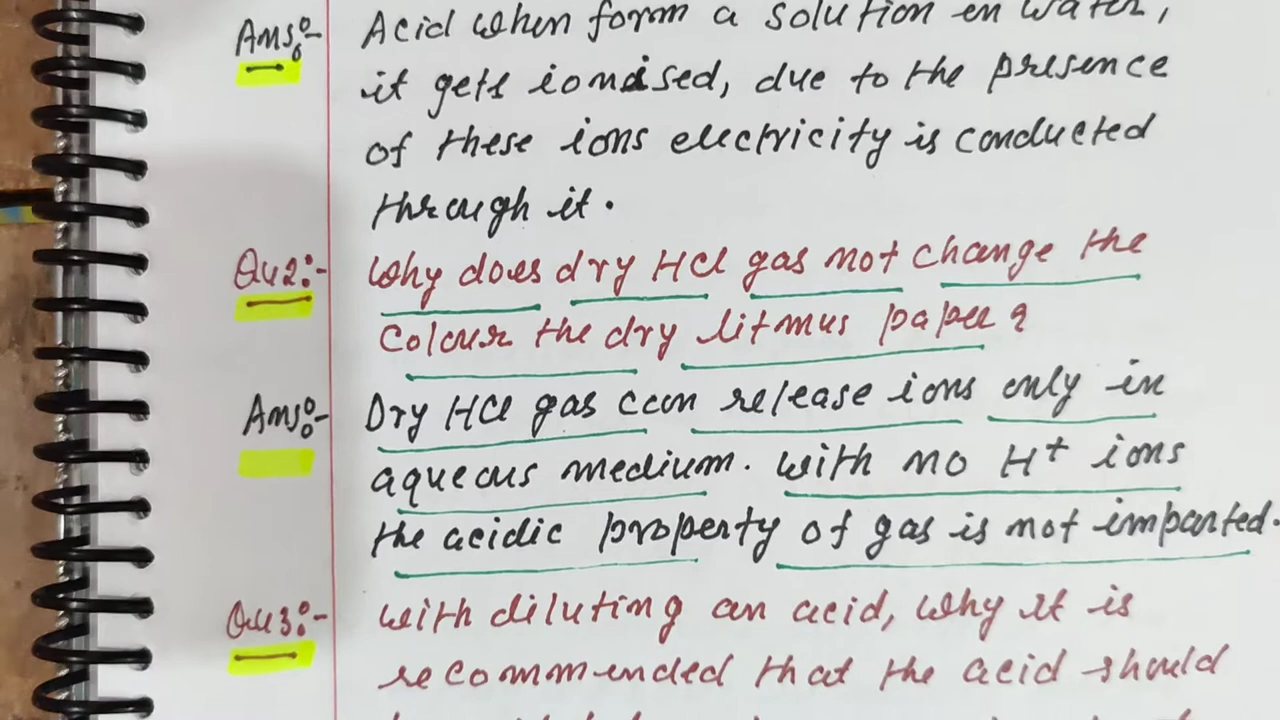 Ans:- Acid when form a solution in water,
it gets ionised, due to the presence
of these ions electricity is conducted
through it.
Qu2:- Why does dry HCl gas not change the
colour the dry litmus paper?
Ans:- Dry HCl gas can release ions only in
aqueous medium. with no H+ ions
the acidic property of gas is not imparted.
Qu3:- with diluting an acid, why it is
recommended that the acid should